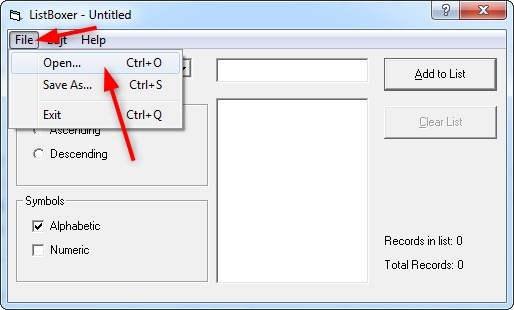 ListBoxer - Untitled
File Edit Help
Open... Ctrl+O
Save As... Ctrl+S
Exit Ctrl+Q
Add to List
Clear List
Ascending
Descending
Symbols
Alphabetic
Numeric
Records in list: 0
Total Records: 0